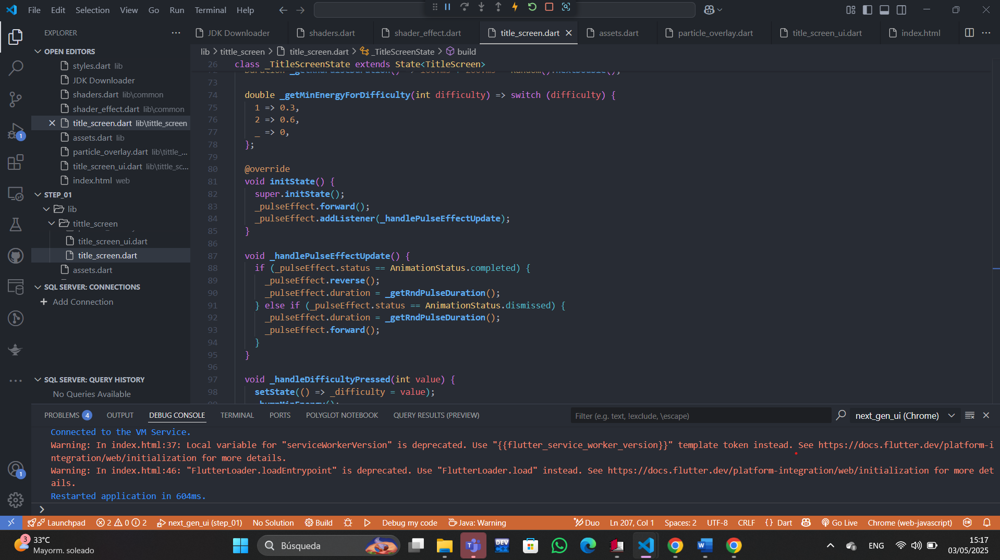 File Edit Selection View Go Run Terminal Help
EXPLORER
JDK Downloader shaders.dart shader_effect.dart title_screen.dart assets.dart particle_overlay.dart title_screen_ui.dart index.html
OPEN EDITORS
styles.dart lib
JDK Downloader
shaders.dart lib\common
shader_effect.dart lib\common
title_screen.dart lib\tittle_screen
assets.dart lib
particle_overlay.dart lib\tittle_...
title_screen_ui.dart lib\tittle_sc...
index.html web
STEP_01
lib
tittle_screen
title_screen_ui.dart
title_screen.dart
assets.dart
SQL SERVER: CONNECTIONS
Add Connection
SQL SERVER: QUERY HISTORY
No Queries Available
1
1
lib > tittle_screen > title_screen.dart > _TitleScreenState > build
26 class _TitleScreenState extends State<TitleScreen>
73
74 double _getMinEnergyForDifficulty(int difficulty) => switch (difficulty) {
75 1 => 0.3,
76 2 => 0.6,
77 _ => 0,
78 };
79
80 @override
81 void initState() {
82 super.initState();
83 _pulseEffect.forward();
84 _pulseEffect.addListener(_handlePulseEffectUpdate);
85 }
86
87 void _handlePulseEffectUpdate() {
88 if (_pulseEffect.status == AnimationStatus.completed) {
89 _pulseEffect.reverse();
90 _pulseEffect.duration = _getRndPulseDuration();
91 } else if (_pulseEffect.status == AnimationStatus.dismissed) {
92 _pulseEffect.duration = _getRndPulseDuration();
93 _pulseEffect.forward();
94 }
95 }
96
97 void _handleDifficultyPressed(int value) {
98 setState(() => _difficulty = value);
PROBLEMS 4 OUTPUT DEBUG CONSOLE TERMINAL PORTS POLYGLOT NOTEBOOK QUERY RESULTS (PREVIEW) Filter (e.g. text, !exclude, \escape) next_gen_ui (Chrome)
Connected to the VM Service.
Warning: In index.html:37: Local variable for "serviceWorkerVersion" is deprecated. Use "{{flutter_service_worker_version}}" template token instead. See https://docs.flutter.dev/platform-i
ntegration/web/initialization for more details.
Warning: In index.html:46: "FlutterLoader.loadEntrypoint" is deprecated. Use "FlutterLoader.load" instead. See https://docs.flutter.dev/platform-integration/web/initialization for more det
ails.
Restarted application in 604ms.
Launchpad 2 0 2 next_gen_ui (step_01) No Solution Build Debug my code Java: Warning Duo Ln 207, Col 1 Spaces: 2 UTF-8 CRLF {} Dart Go Live Chrome (web-javascript)
3 33°C
Mayorm. soleado
Búsqueda
DEV C++
ENG
15:17
03/05/2025